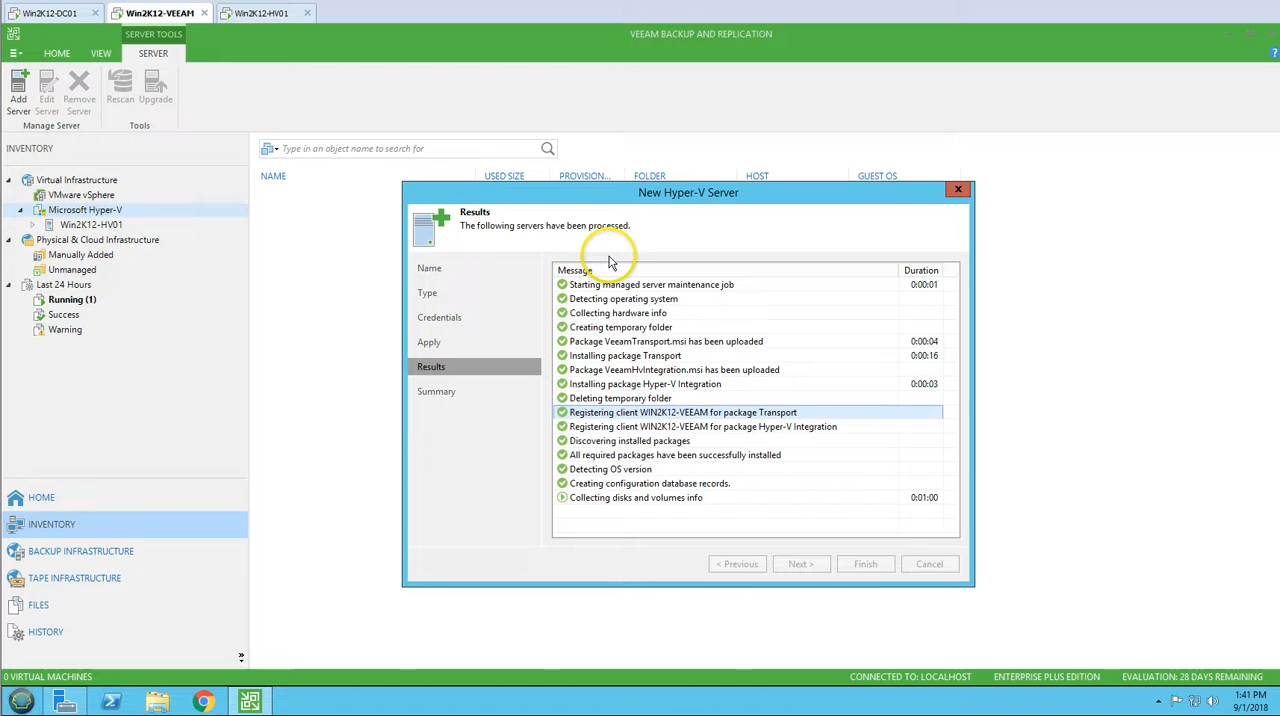 Win2K12-DC01
Win2K12-VEEAM
Win2K12-HV01
SERVER TOOLS
VEEAM BACKUP AND REPLICATION
HOME
VIEW
SERVER
Add Server
Edit Server
Remove Server
Rescan
Upgrade
Manage Server
Tools
INVENTORY
Type in an object name to search for
NAME
USED SIZE
PROVISION...
FOLDER
HOST
GUEST OS
Virtual Infrastructure
VMware vSphere
Microsoft Hyper-V
Win2K12-HV01
Physical & Cloud Infrastructure
Manually Added
Unmanaged
Last 24 Hours
Running (1)
Success
Warning
HOME
INVENTORY
BACKUP INFRASTRUCTURE
TAPE INFRASTRUCTURE
FILES
HISTORY
New Hyper-V Server
Results
The following servers have been processed.
Name
Type
Credentials
Apply
Results
Summary
Message
Duration
Starting managed server maintenance job
0:00:01
Detecting operating system
Collecting hardware info
Creating temporary folder
Package VeeamTransport.msi has been uploaded
0:00:04
Installing package Transport
0:00:16
Package VeeamHvIntegration.msi has been uploaded
Installing package Hyper-V Integration
0:00:03
Deleting temporary folder
Registering client WIN2K12-VEEAM for package Transport
Registering client WIN2K12-VEEAM for package Hyper-V Integration
Discovering installed packages
All required packages have been successfully installed
Detecting OS version
Creating configuration database records.
Collecting disks and volumes info
0:01:00
< Previous
Next >
Finish
Cancel
0 VIRTUAL MACHINES
CONNECTED TO: LOCALHOST
ENTERPRISE PLUS EDITION
EVALUATION: 28 DAYS REMAINING
1:41 PM
9/1/2018